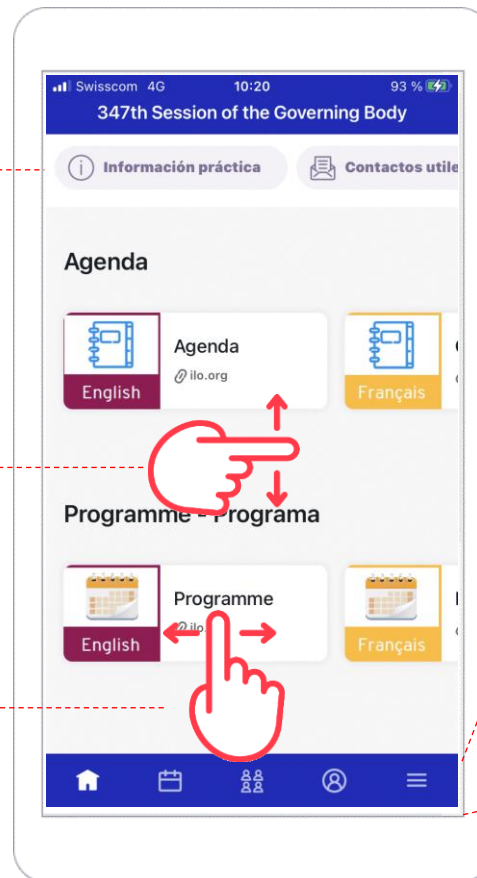 Swisscom 4G 10:20 93 %
347th Session of the Governing Body
Información práctica Contactos utile
Agenda
Agenda
ilo.org
English Français
Programme - Programa
Programme
ilo.
English Français